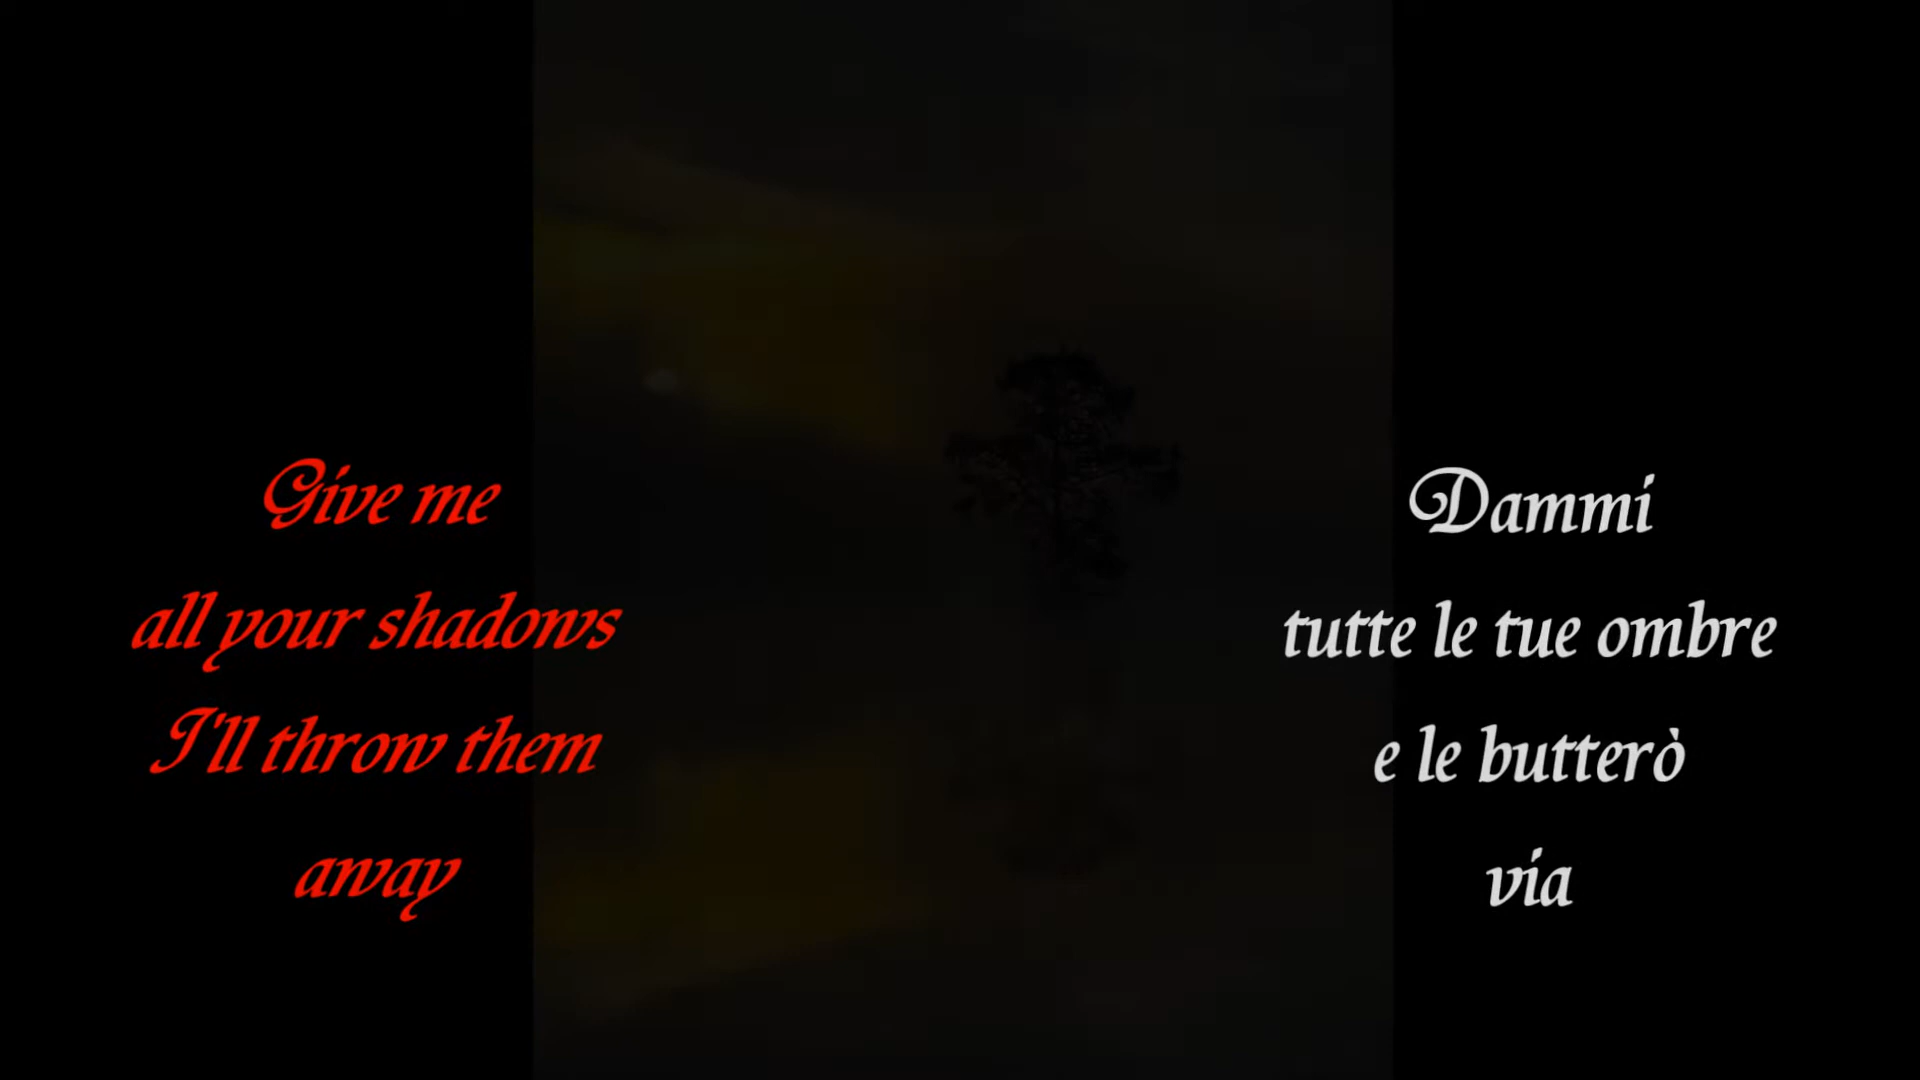 Give me
all your shadows
I'll throw them
away
Dammi
tutte le tue ombre
e le butterò
via